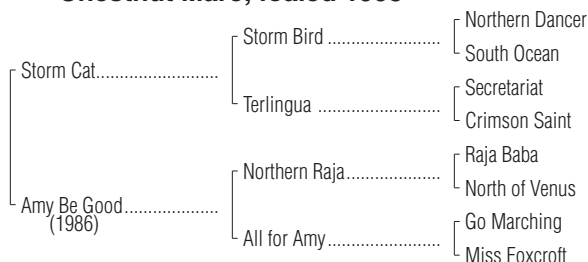 Chestnut Mare; foaled
Northern Dancer
Storm Bird ........................
South Ocean
Storm Cat..........................
Secretariat
Terlingua ..........................
Crimson Saint
Raja Baba
Northern Raja....................
North of Venus
Amy Be Good....................
(1986)
Go Marching
All for Amy.......................
Miss Foxcroft